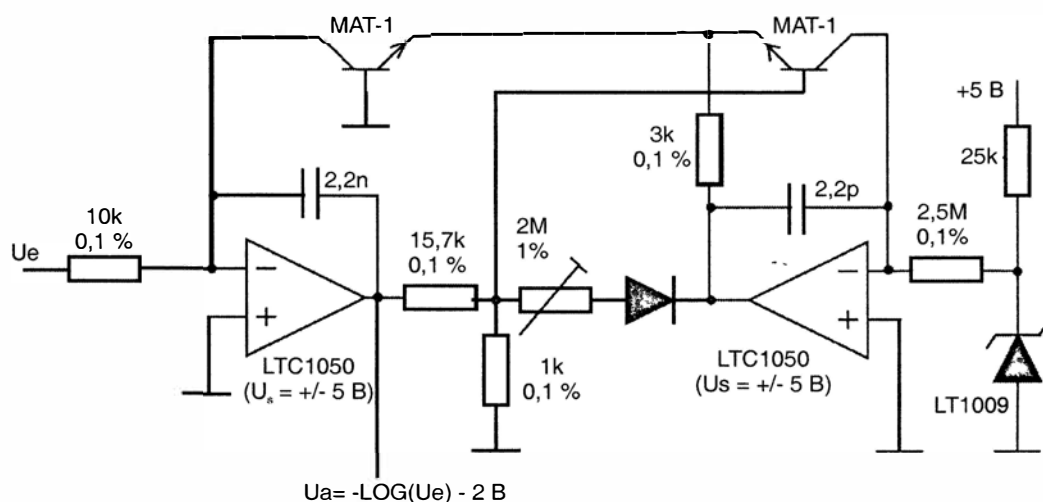 MAT-1
MAT-1
+5 В
3k
0,1 %
25k
2,2n
2,2p
10k
0,1 %
Ue
15,7k
0,1 %
2M
1%
2,5M
0,1%
−
+
−
+
LTC1050
(Us = +/- 5 В)
1k
0,1 %
LTC1050
(Us = +/- 5 В)
LT1009
Ua= -LOG(Ue) - 2 В